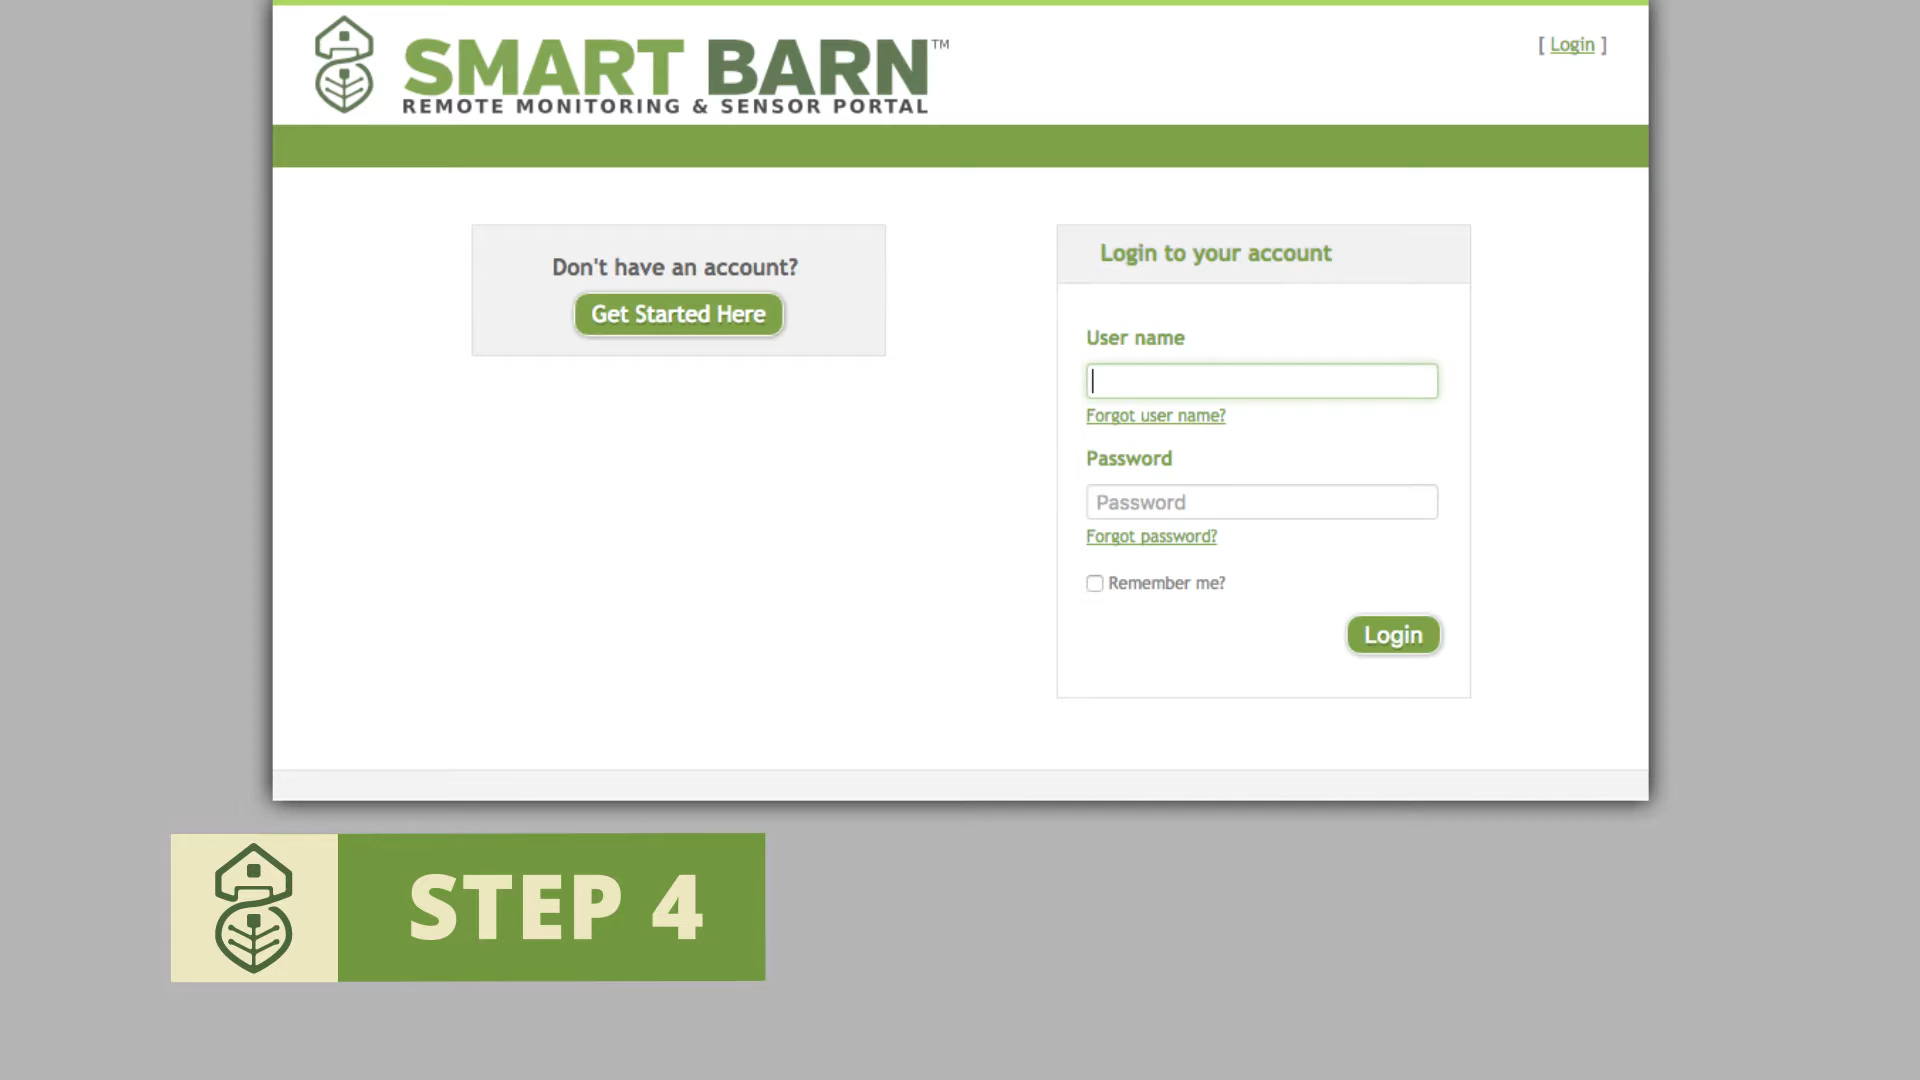 SMART BARN™
REMOTE MONITORING & SENSOR PORTAL
[ Login ]
Don't have an account?
Get Started Here
Login to your account
User name
Forgot user name?
Password
Password
Forgot password?
Remember me?
Login
STEP 4